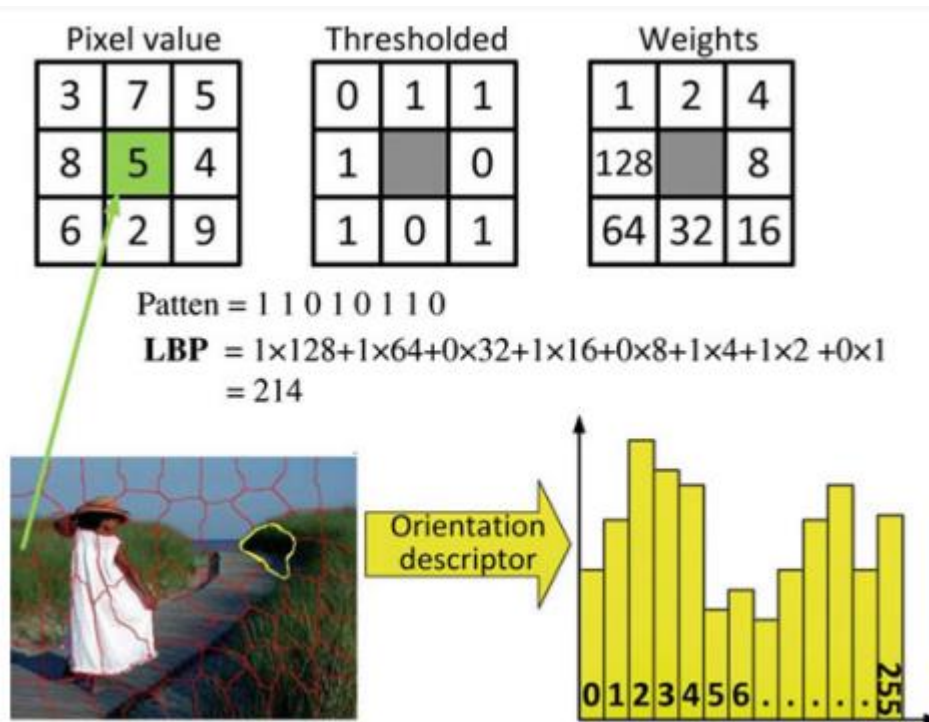 Pixel value Thresholded Weights
3 7 5 0 1 1 1 2 4
8 5 4 1 0 128 8
6 2 9 1 0 1 64 32 16
Patten = 1 1 0 1 0 1 1 0
LBP = 1×128+1×64+0×32+1×16+0×8+1×4+1×2 +0×1
= 214
Orientation
descriptor
0 1 2 3 4 5 6 . . . . . 255